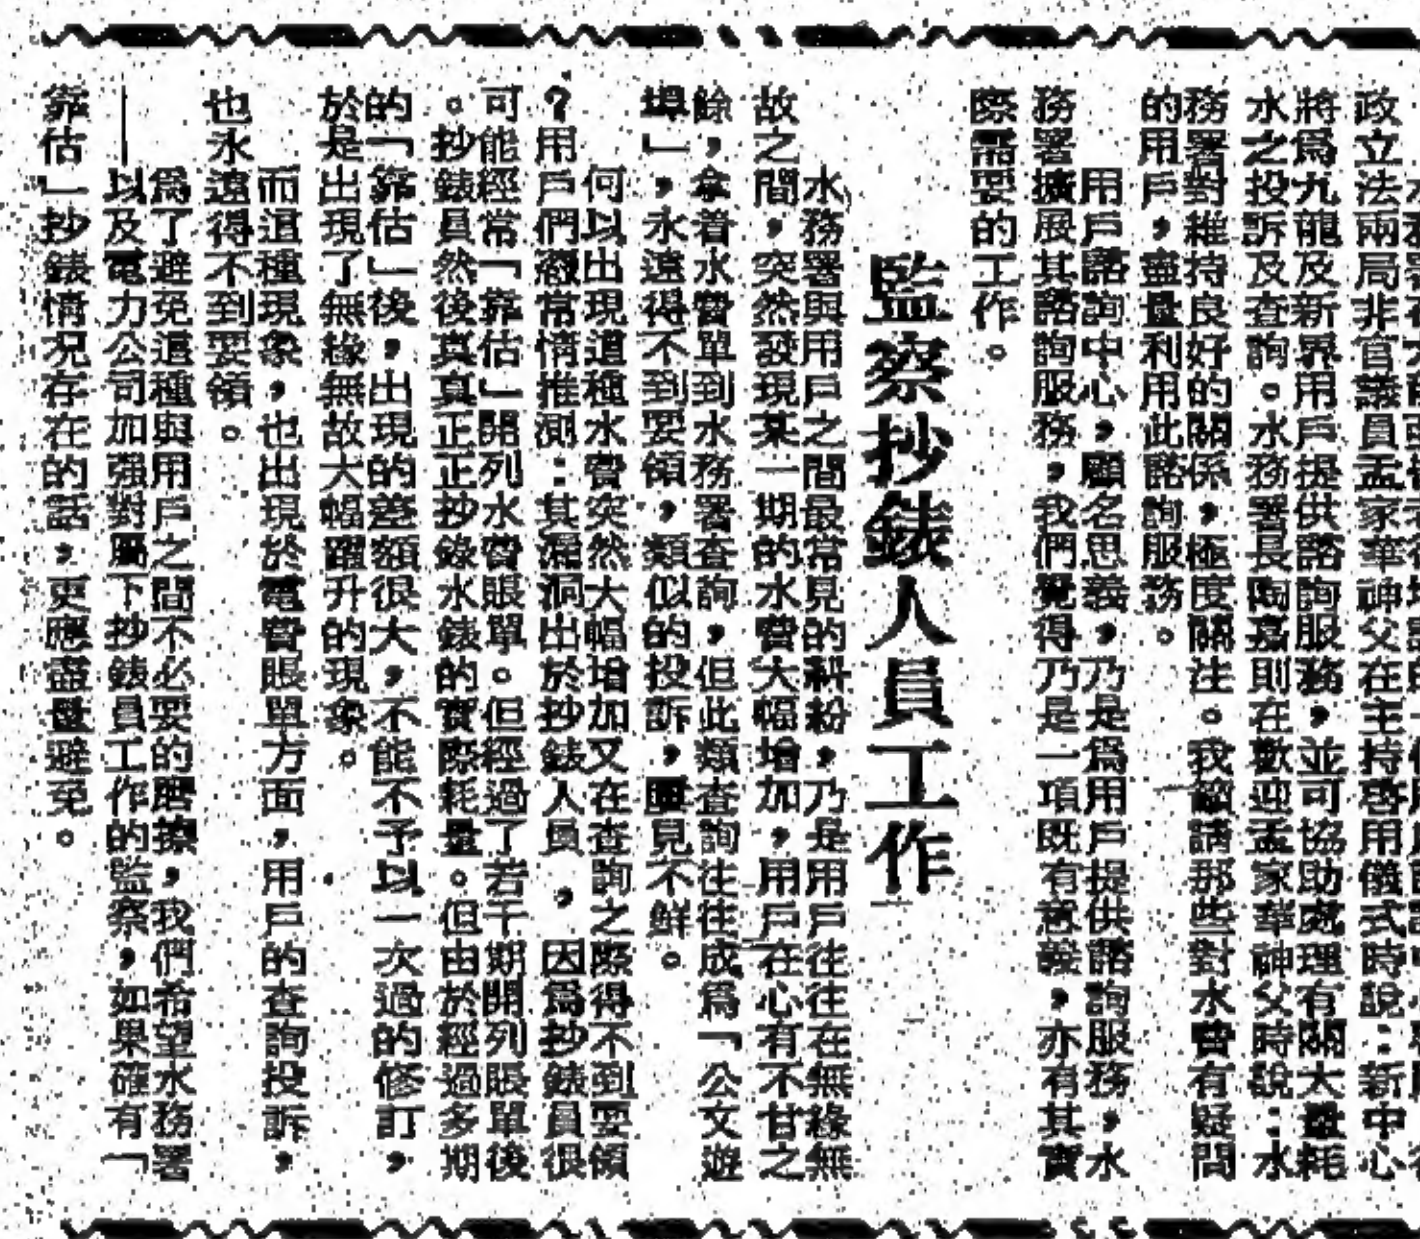 政立法兩局非官議員孟家華神父在主持啓用儀式時說：新中心
將爲九龍及新界用戶提供諮詢服務，並可協助處理有關大量耗
水之投訴及查詢。水務署長陶嘉則在歡迎孟家華神父時說：水
務署對維持良好的關係，極度關注。我敬請那些對水費有疑問
的用戶，盡量利用此諮詢服務。
用戶諮詢中心，顧名思義，乃是爲用戶提供諮詢服務，水
務署擴展其諮詢服務，我們覺得乃是一項既有意義，亦有其實
際需要的工作。
監察抄錶人員工作
水務署與用戶之間最常見的糾紛，乃是用戶往往在無緣無
故之間，突然發現某一期的水費大幅增加，用戶在心有不甘之
餘，拿着水費單到水務署查詢，但此類查詢往往成爲「公文遊
埠」，永遠得不到要領，類似的投訴，屢見不鮮。
何以出現這種水費突然大幅增加又在查詢之際得不到要領
？用戶們憑常情推測：其漏洞出於抄錶人員，因爲抄錶員很
可能經常「靠估」開列水費賬單。但經過了若干期開列賬單後
。抄錶員然後真真正正抄錄水錶的實際耗量。但由於經過多期
的「靠估」後，出現的差額很大，不能不予以一次過的修訂，
於是出現了無緣無故大幅躍升的現象。
而這種現象，也出現於電費賬單方面，用戶的查詢投訴，
也永遠得不到要領。
爲了避免這種與用戶之間不必要的磨擦，我們希望水務署
──以及電力公司加强對屬下抄錶員工作的監察，如果確有「
靠估」抄錶情況存在的話，更應盡量避免。